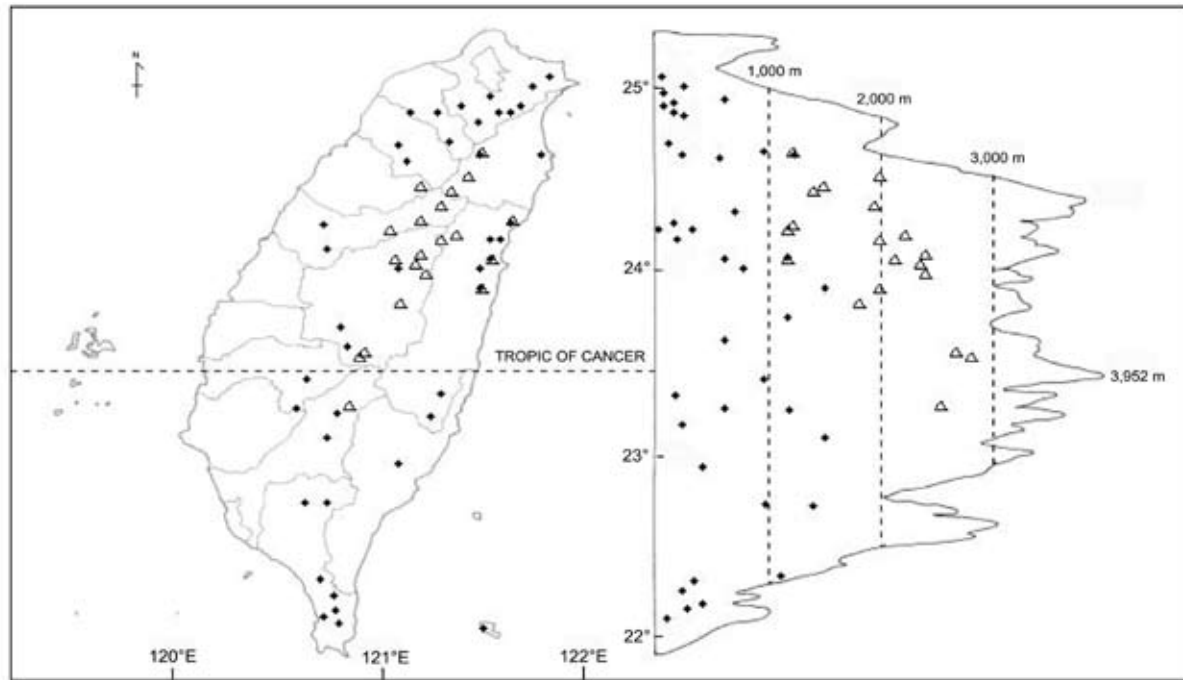 N
25°
24°
23°
22°
1,000 m
2,000 m
3,000 m
3,952 m
TROPIC OF CANCER
120°E
121°E
122°E